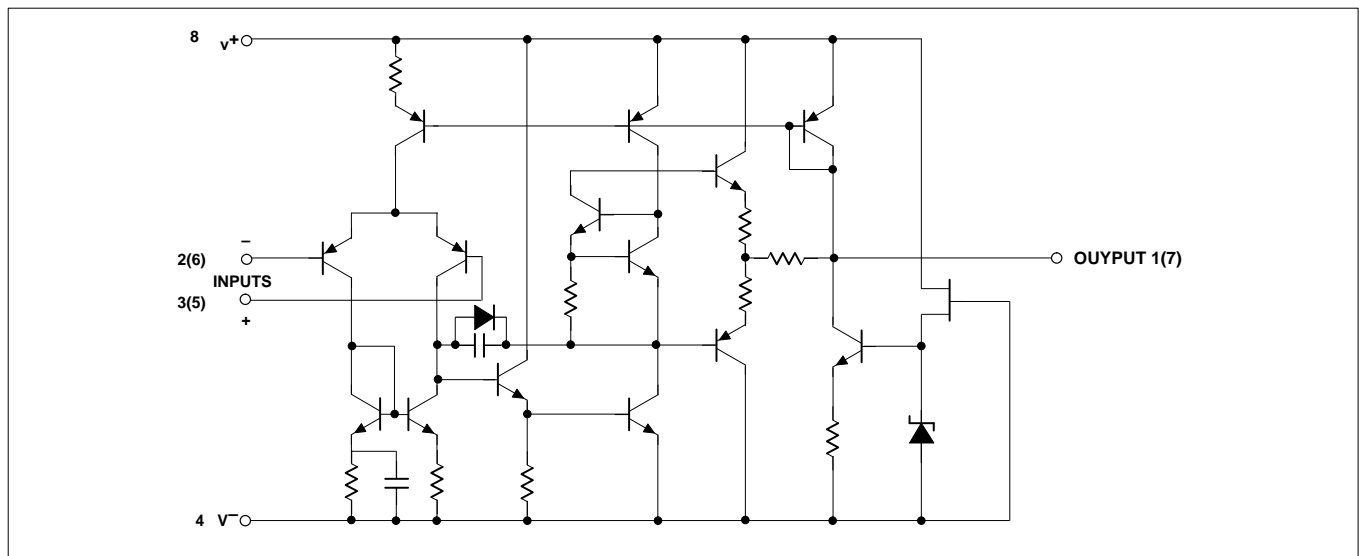 8 v+
2(6) –
INPUTS
3(5)
+
OUYPUT 1(7)
4 V–